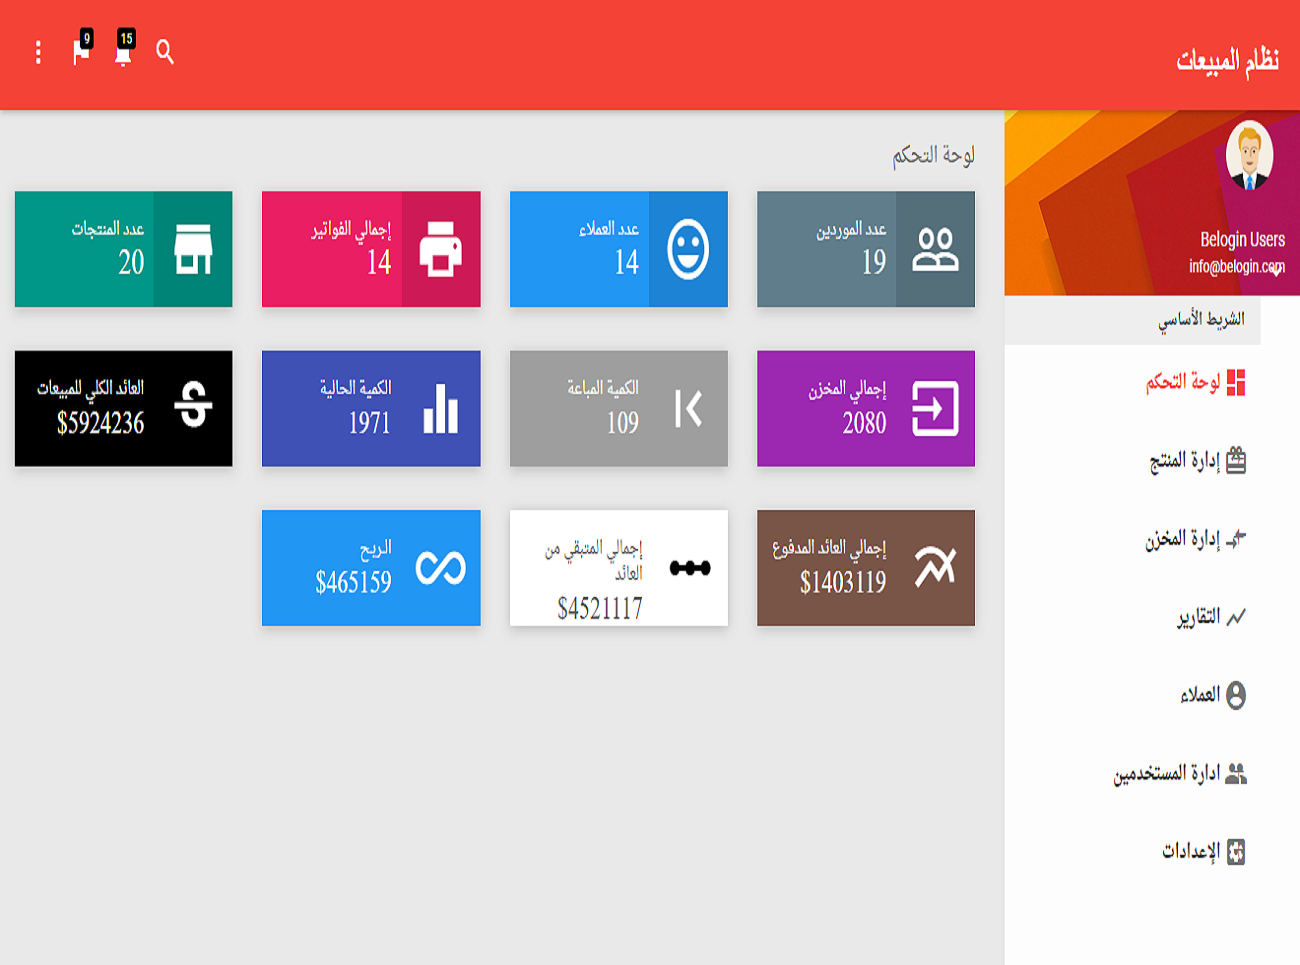 نظام المبيعات
15
9
Belogin Users
info@belogin.com
الشريط الأساسي
لوحة التحكم
إدارة المنتج
إدارة المخزن
التقارير
العملاء
ادارة المستخدمين
الإعدادات
لوحة التحكم
عدد الموردين
19
عدد العملاء
14
إجمالي الفواتير
14
عدد المنتجات
20
إجمالي المخزن
2080
الكمية المباعة
109
الكمية الحالية
1971
العائد الكلي للمبيعات
$5924236
إجمالي العائد المدفوع
$1403119
إجمالي المتبقي من
العائد
$4521117
الربح
$465159